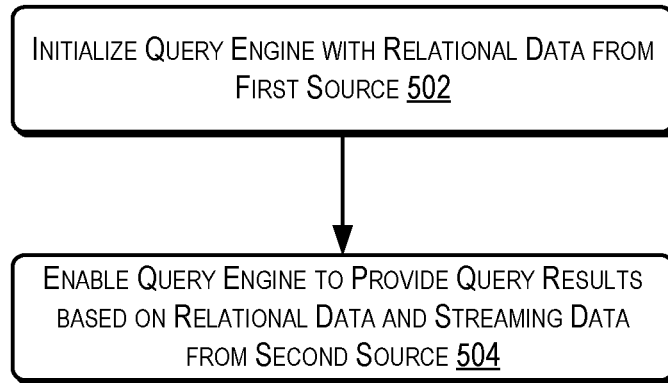 INITIALIZE QUERY ENGINE WITH RELATIONAL DATA FROM
FIRST SOURCE 502
ENABLE QUERY ENGINE TO PROVIDE QUERY RESULTS
BASED ON RELATIONAL DATA AND STREAMING DATA
FROM SECOND SOURCE 504